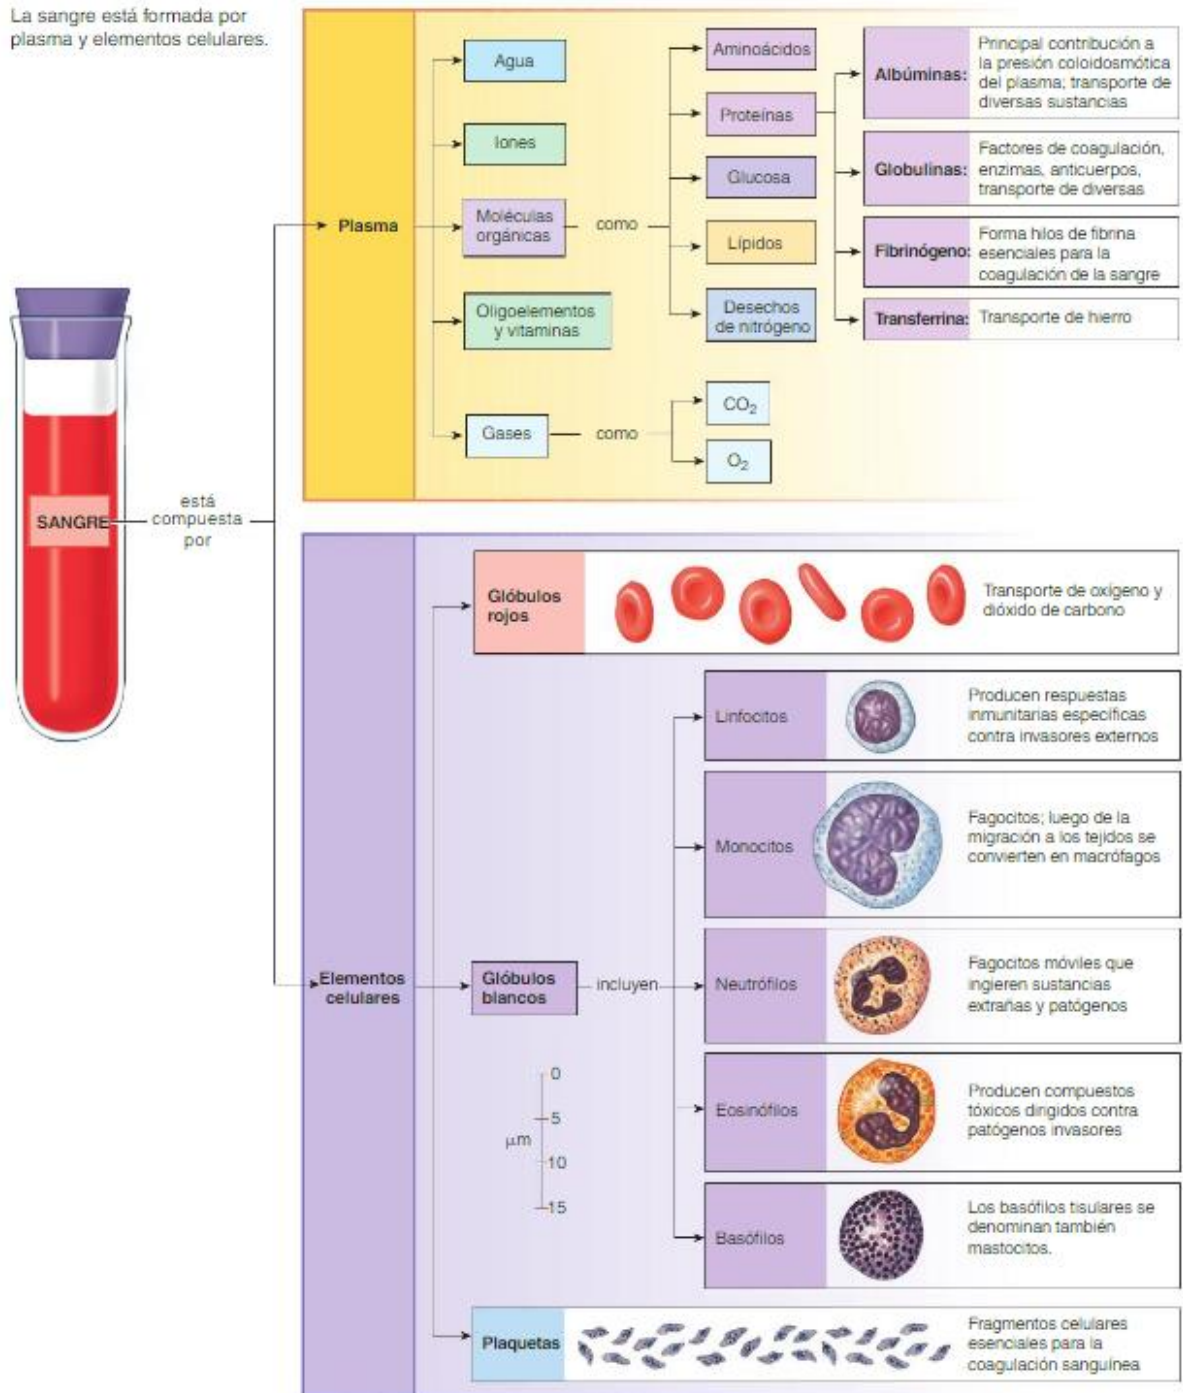 La sangre está formada por
plasma y elementos celulares.
SANGRE
está
compuesta
por
Plasma
Agua
Iones
Moléculas
orgánicas
como
Oligoelementos
y vitaminas
Gases
como
Aminoácidos
Proteínas
Glucosa
Lípidos
Desechos
de nitrógeno
CO₂
O₂
Albúminas:
Principal contribución a
la presión coloidosmótica
del plasma; transporte de
diversas sustancias
Globulinas:
Factores de coagulación,
enzimas, anticuerpos,
transporte de diversas
Fibrinógeno:
Forma hilos de fibrina
esenciales para la
coagulación de la sangre
Transferrina:
Transporte de hierro
Elementos
celulares
Glóbulos
rojos
Transporte de oxígeno y
dióxido de carbono
Glóbulos
blancos
incluyen
Linfocitos
Producen respuestas
inmunitarias específicas
contra invasores externos
Monocitos
Fagocitos; luego de la
migración a los tejidos se
convierten en macrófagos
Neutrófilos
Fagocitos móviles que
ingieren sustancias
extrañas y patógenos
Eosinófilos
Producen compuestos
tóxicos dirigidos contra
patógenos invasores
Basófilos
Los basófilos tisulares se
denominan también
mastocitos.
0
5
μm
10
15
Plaquetas
Fragmentos celulares
esenciales para la
coagulación sanguínea